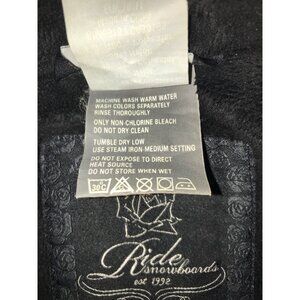 MACHINE WASH WARM WATER
WASH COLORS SEPARATELY
RINSE THOROUGHLY
ONLY NON-CHLORINE BLEACH
DO NOT DRY CLEAN
TUMBLE DRY LOW
USE STEAM IRON-MEDIUM SETTING
DO NOT EXPOSE TO DIRECT
HEAT SOURCE
DO NOT STORE WHEN WET
30C
Ride
snowboards
est 1992